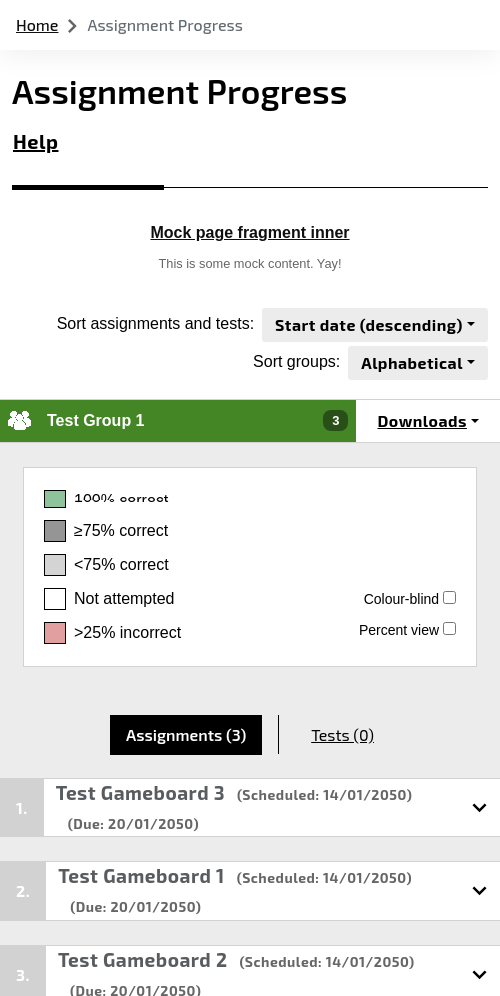 Home Assignment Progress
Assignment Progress
Help
Mock page fragment inner
This is some mock content. Yay!
Sort assignments and tests: Start date (descending)
Sort groups: Alphabetical
Test Group 1 3 Downloads
100% correct
≥75% correct
<75% correct
Not attempted Colour-blind
>25% incorrect Percent view
Assignments (3) Tests (0)
1. Test Gameboard 3 (Scheduled: 14/01/2050)
(Due: 20/01/2050)
2. Test Gameboard 1 (Scheduled: 14/01/2050)
(Due: 20/01/2050)
3. Test Gameboard 2 (Scheduled: 14/01/2050)
(Due: 20/01/2050)